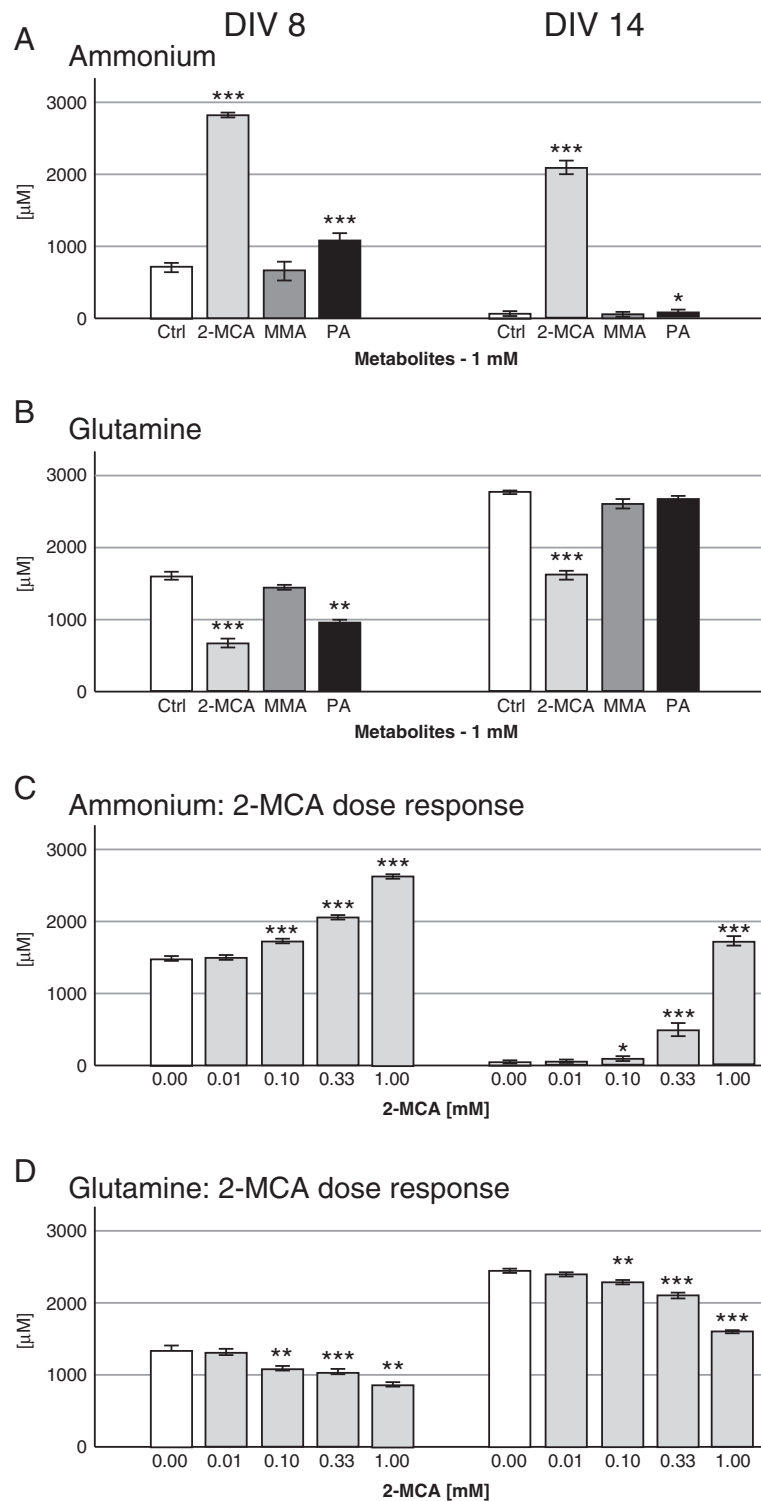 DIV 8 DIV 14
A Ammonium
3000
2000
1000
0
[µM]
*** *** *** *
Ctrl 2-MCA MMA PA Ctrl 2-MCA MMA PA
Metabolites - 1 mM
B Glutamine
3000
2000
1000
0
[µM]
*** ** ***
Ctrl 2-MCA MMA PA Ctrl 2-MCA MMA PA
Metabolites - 1 mM
C Ammonium: 2-MCA dose response
3000
2000
1000
0
[µM]
*** *** *** * *** ***
0.00 0.01 0.10 0.33 1.00 0.00 0.01 0.10 0.33 1.00
2-MCA [mM]
D Glutamine: 2-MCA dose response
3000
2000
1000
0
[µM]
** *** ** ** *** ***
0.00 0.01 0.10 0.33 1.00 0.00 0.01 0.10 0.33 1.00
2-MCA [mM]